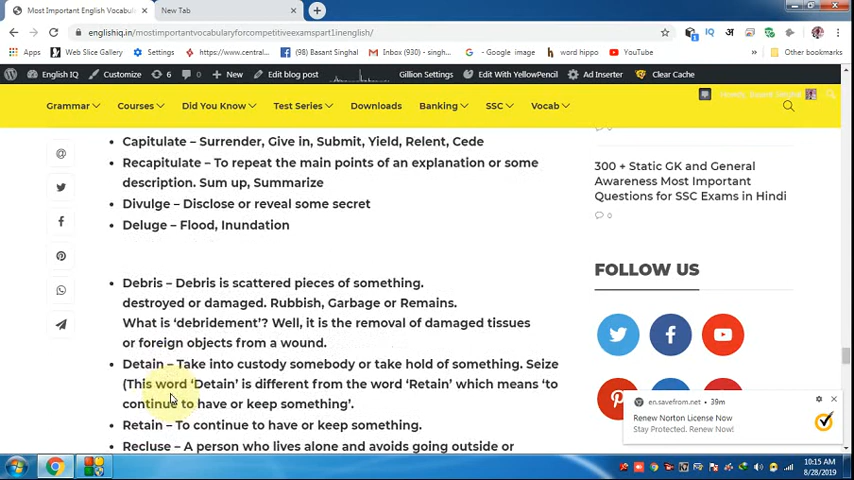 Most Important English Vocabular
New Tab
englishiq.in/mostimportantvocabularyforcompetitiveexamspart1inenglish/
Apps
Web Slice Gallery
Settings
https://www.central...
(98) Basant Singhal
Inbox (930) - singh...
Google image
word hippo
YouTube
Other bookmarks
English IQ
Customize
6
New
Edit blog post
Gillion Settings
Edit With YellowPencil
Ad Inserter
Clear Cache
Grammar
Courses
Did You Know
Test Series
Downloads
Banking
SSC
Vocab
Capitulate – Surrender, Give in, Submit, Yield, Relent, Cede
Recapitulate – To repeat the main points of an explanation or some
description. Sum up, Summarize
Divulge – Disclose or reveal some secret
Deluge – Flood, Inundation
Debris – Debris is scattered pieces of something.
destroyed or damaged. Rubbish, Garbage or Remains.
What is ‘debridement’? Well, it is the removal of damaged tissues
or foreign objects from a wound.
Detain – Take into custody somebody or take hold of something. Seize
(This word ‘Detain’ is different from the word ‘Retain’ which means ‘to
continue to have or keep something’.
Retain – To continue to have or keep something.
Recluse – A person who lives alone and avoids going outside or
300 + Static GK and General
Awareness Most Important
Questions for SSC Exams in Hindi
0
FOLLOW US
en.savefrom.net • 39m
Renew Norton License Now
Stay Protected. Renew Now!
10:15 AM
8/28/2019